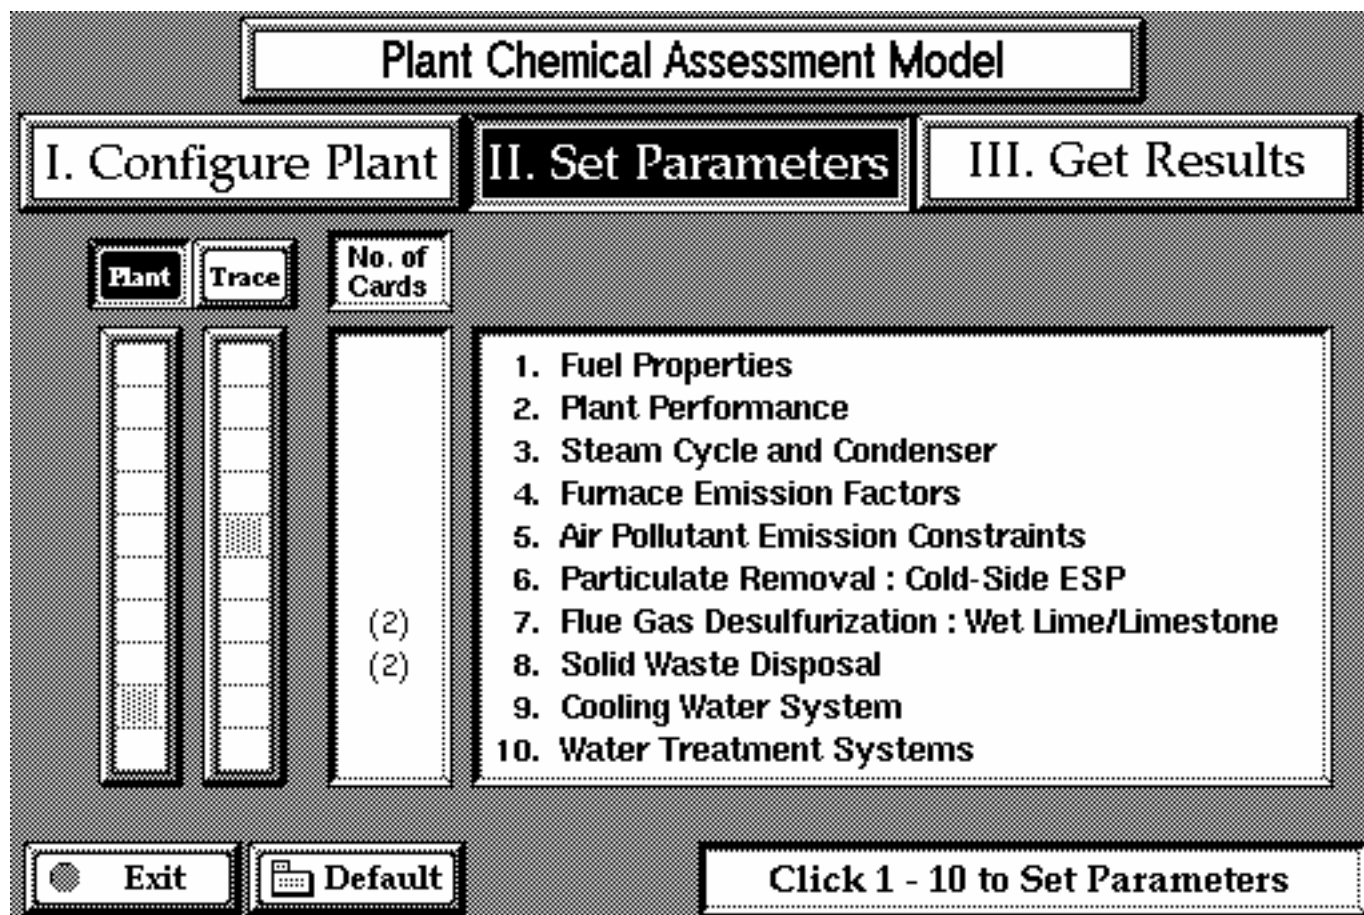 Plant Chemical Assessment Model
I. Configure Plant
II. Set Parameters
III. Get Results
Plant
Trace
No. of
Cards
1. Fuel Properties
2. Plant Performance
3. Steam Cycle and Condenser
4. Furnace Emission Factors
5. Air Pollutant Emission Constraints
6. Particulate Removal : Cold-Side ESP
(2) 7. Flue Gas Desulfurization : Wet Lime/Limestone
(2) 8. Solid Waste Disposal
9. Cooling Water System
10. Water Treatment Systems
Exit
Default
Click 1 - 10 to Set Parameters